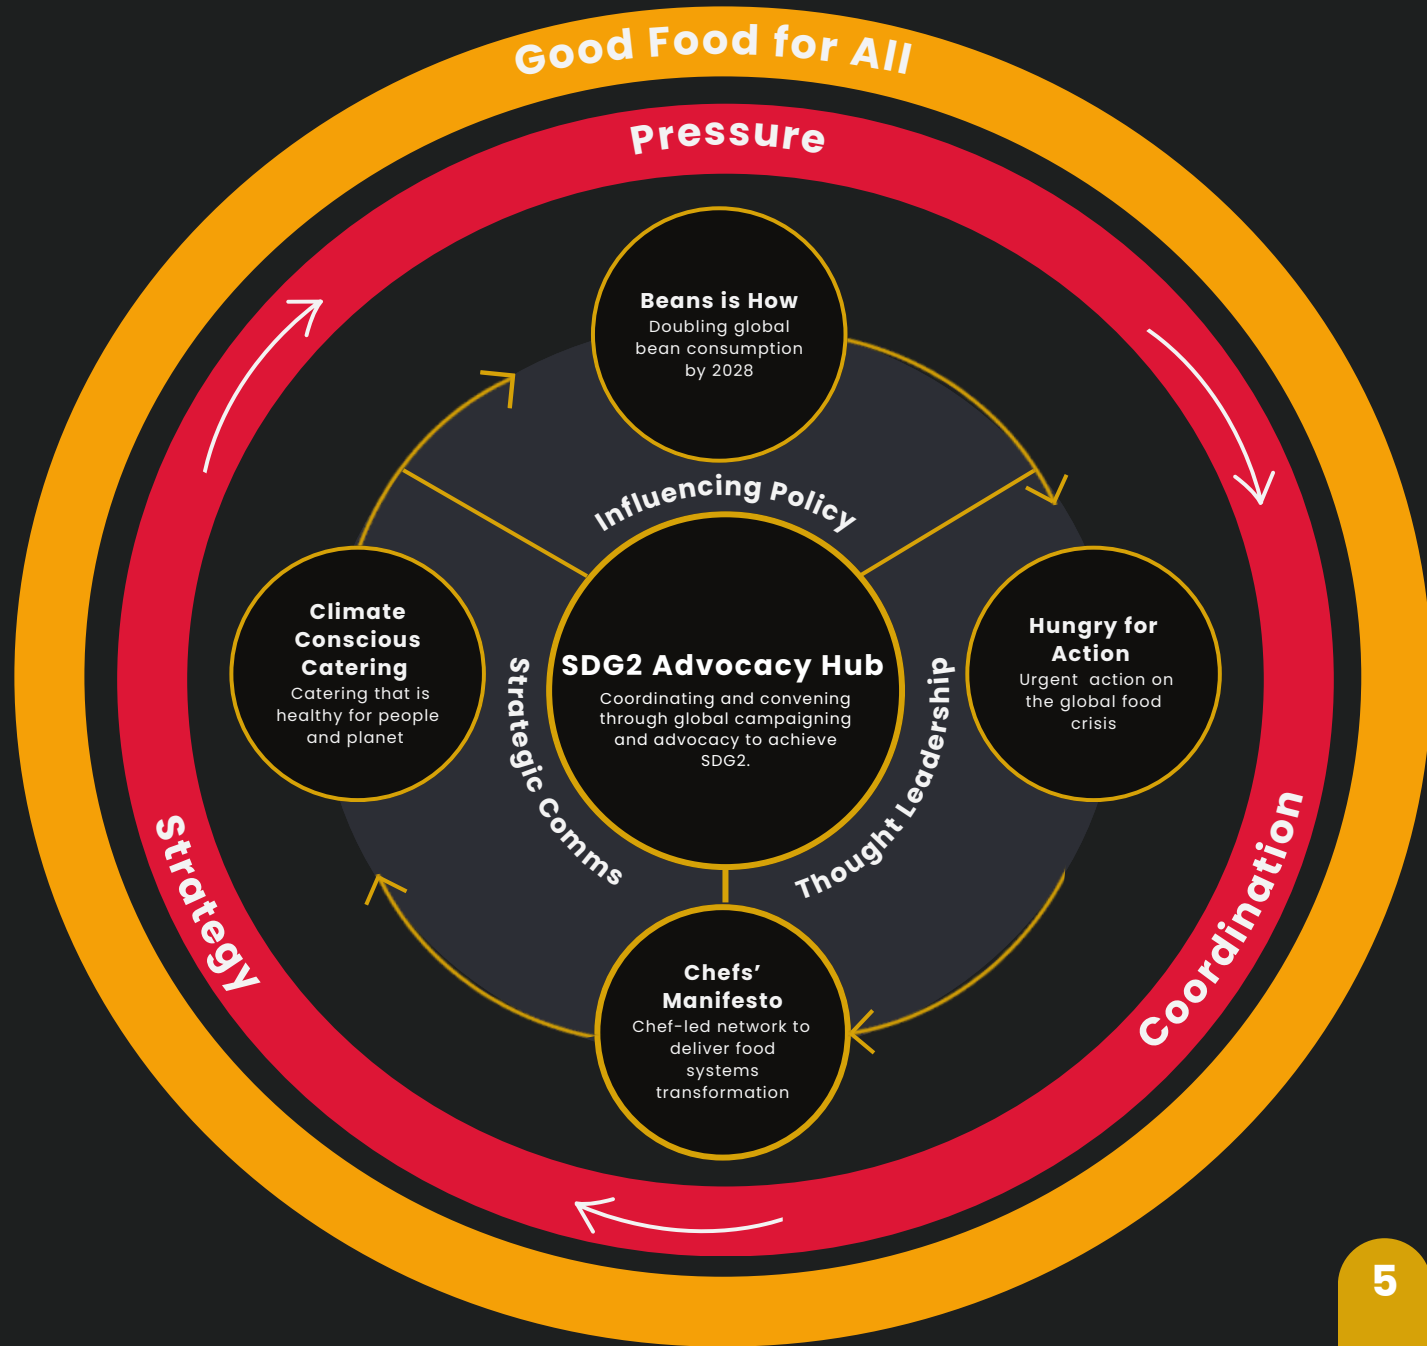 Good Food for All
Pressure
Beans is How
Doubling global
bean consumption
by 2028
Influencing Policy
Climate
Conscious
Catering
Catering that is
healthy for people
and planet
Strategic Comms
SDG2 Advocacy Hub
Coordinating and convening
through global campaigning
and advocacy to achieve
SDG2.
Thought Leadership
Hungry for
Action
Urgent action on
the global food
crisis
Strategy
Coordination
Chefs’
Manifesto
Chef-led network to
deliver food
systems
transformation
5